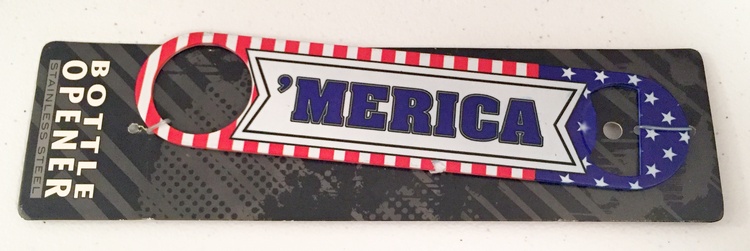 BOTTLE
OPENER
STAINLESS STEEL
'MERICA